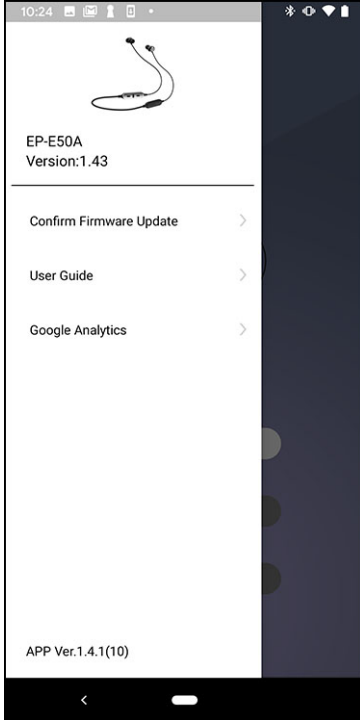 10:24
EP-E50A
Version:1.43
Confirm Firmware Update
User Guide
Google Analytics
APP Ver.1.4.1(10)